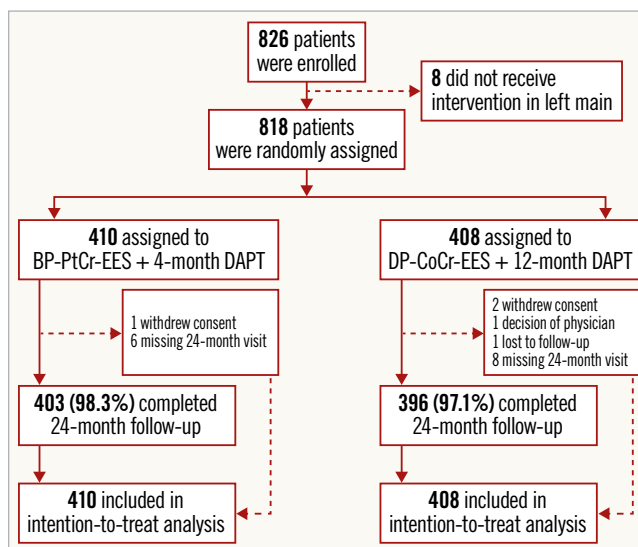 826 patients
were enrolled
8 did not receive
intervention in left main
818 patients
were randomly assigned
410 assigned to
BP-PtCr-EES + 4-month DAPT
408 assigned to
DP-CoCr-EES + 12-month DAPT
1 withdrew consent
6 missing 24-month visit
2 withdrew consent
1 decision of physician
1 lost to follow-up
8 missing 24-month visit
403 (98.3%) completed
24-month follow-up
396 (97.1%) completed
24-month follow-up
410 included in
intention-to-treat analysis
408 included in
intention-to-treat analysis